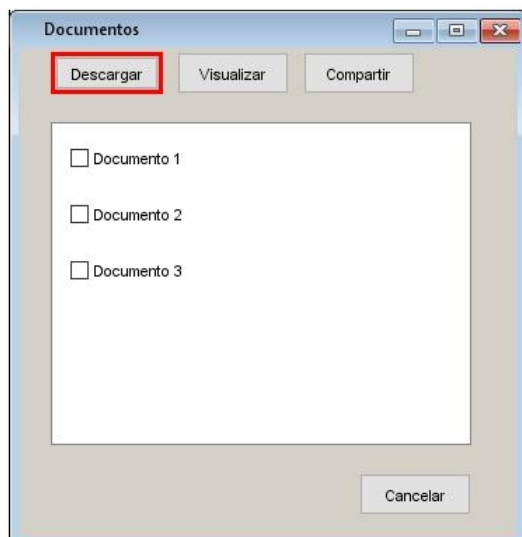 Documentos
Descargar Visualizar Compartir
Documento 1
Documento 2
Documento 3
Cancelar